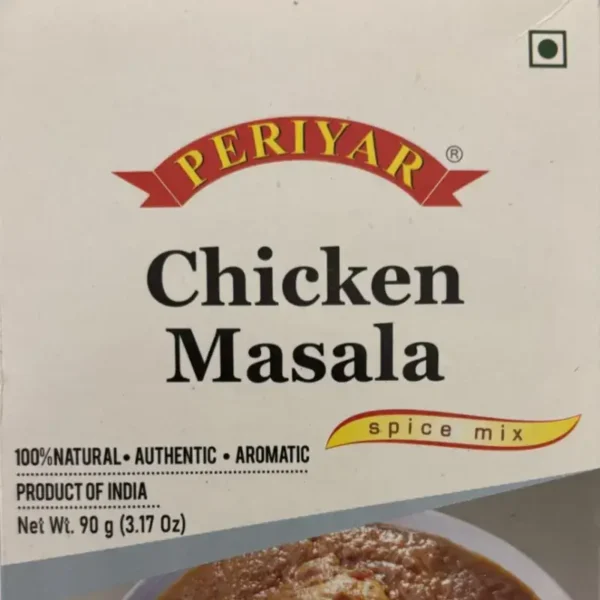 PERIYAR ®
Chicken
Masala
spice mix
100%NATURAL • AUTHENTIC • AROMATIC
PRODUCT OF INDIA
Net Wt. 90 g (3.17 Oz)